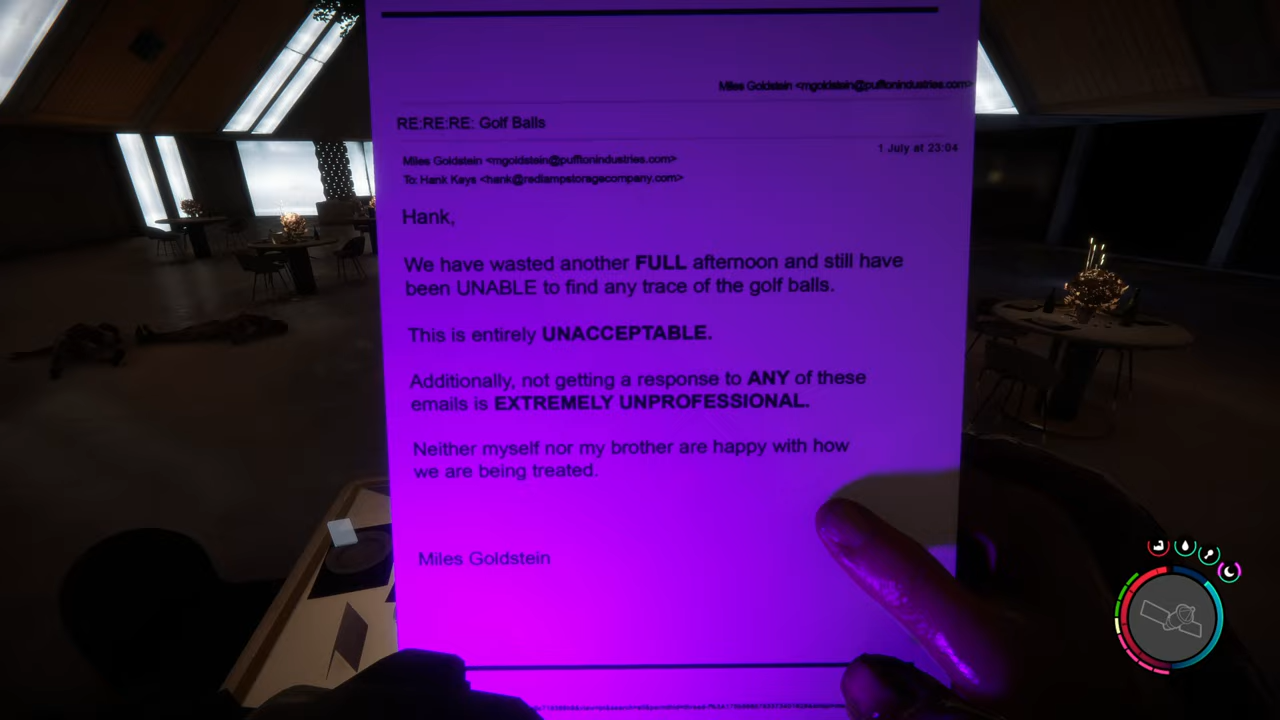 Miles Goldstein <mgoldstein@pufftonindustries.com>
RE:RE:RE: Golf Balls
1 July at 23:04
Miles Goldstein <mgoldstein@pufftonindustries.com>
To: Hank Keys <hank@redlampstoragecompany.com>
Hank,
We have wasted another FULL afternoon and still have
been UNABLE to find any trace of the golf balls.
This is entirely UNACCEPTABLE.
Additionally, not getting a response to ANY of these
emails is EXTREMELY UNPROFESSIONAL.
Neither myself nor my brother are happy with how
we are being treated.
Miles Goldstein